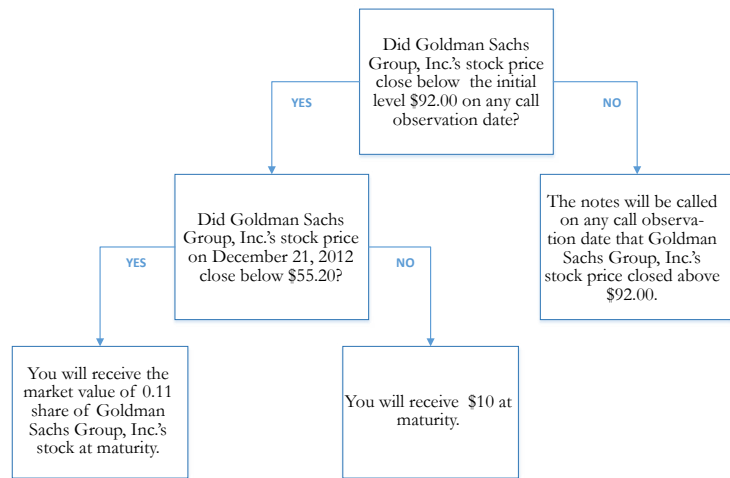 Did Goldman Sachs
Group, Inc.'s stock price
close below the initial
level $92.00 on any call
observation date?
YES
NO
Did Goldman Sachs
Group, Inc.'s stock price
on December 21, 2012
close below $55.20?
The notes will be called
on any call observa-
tion date that Goldman
Sachs Group, Inc.'s
stock price closed above
$92.00.
YES
NO
You will receive the
market value of 0.11
share of Goldman
Sachs Group, Inc.'s
stock at maturity.
You will receive $10 at
maturity.